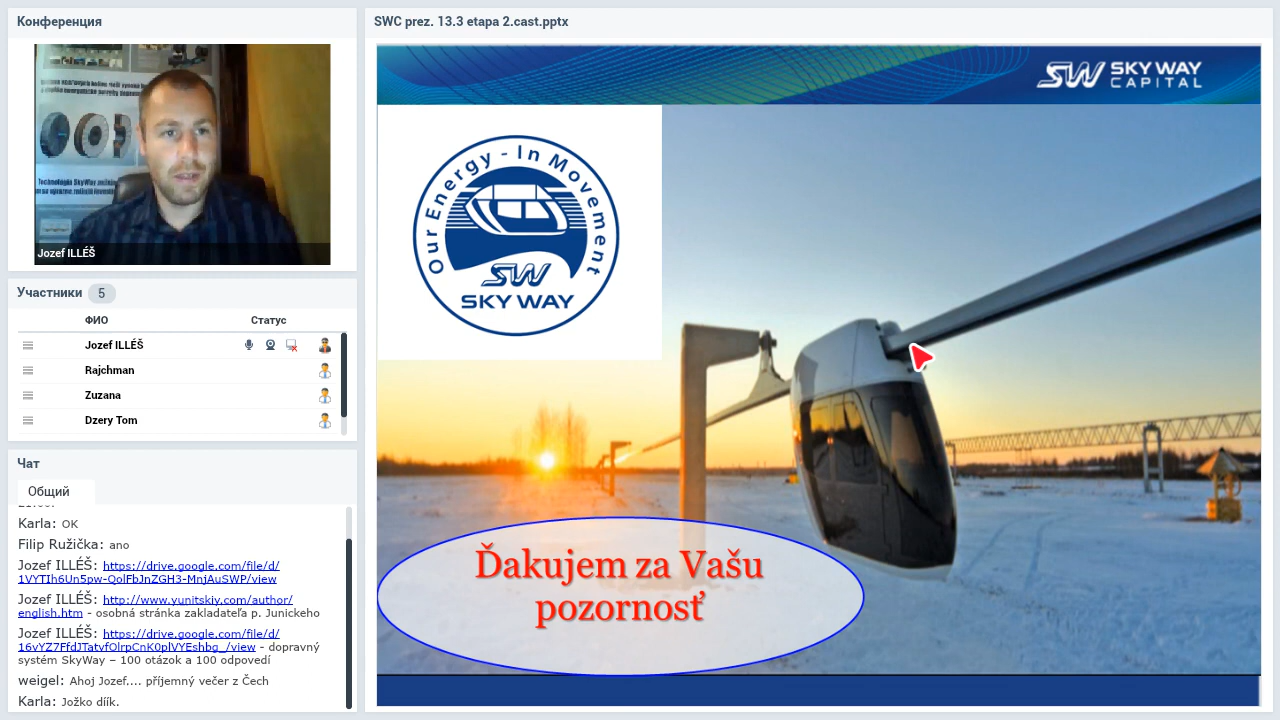 Конференция
Jozef ILLÉŠ
Участники 5
ФИО Статус
Jozef ILLÉŠ
Rajchman
Zuzana
Dzery Tom
Чат
Общий
Karla: OK
Filip Ružička: ano
Jozef ILLÉŠ: https://drive.google.com/file/d/
1VYTIh6Un5pw-QolFbJnZGH3-MnjAuSWP/view
Jozef ILLÉŠ: http://www.yunitskiy.com/author/
english.htm - osobná stránka zakladateľa p. Junickeho
Jozef ILLÉŠ: https://drive.google.com/file/d/
16vYZ7FfdJTatvfOlrpCnK0plVYEshbg_/view - dopravný
systém SkyWay – 100 otázok a 100 odpovedí
weigel: Ahoj Jozef.... příjemný večer z Čech
Karla: Jožko díík.
SWC prez. 13.3 etapa 2.cast.pptx
SW SKY WAY
CAPITAL
Our Energy - In Movement
SW
SKY WAY
Ďakujem za Vašu
pozornosť